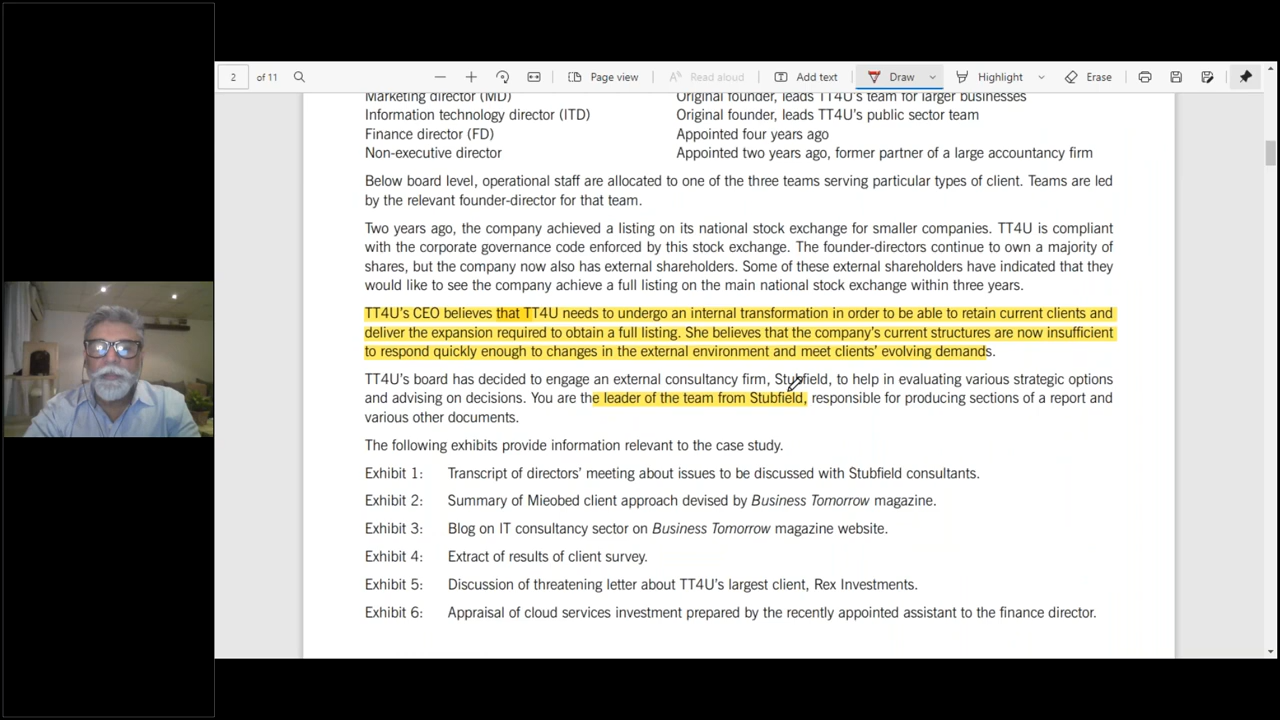 2 of 11 Page view Read aloud Add text Draw Highlight Erase
Marketing director (MD) Original founder, leads TT4U's team for larger businesses
Information technology director (ITD) Original founder, leads TT4U's public sector team
Finance director (FD) Appointed four years ago
Non-executive director Appointed two years ago, former partner of a large accountancy firm
Below board level, operational staff are allocated to one of the three teams serving particular types of client. Teams are led
by the relevant founder-director for that team.
Two years ago, the company achieved a listing on its national stock exchange for smaller companies. TT4U is compliant
with the corporate governance code enforced by this stock exchange. The founder-directors continue to own a majority of
shares, but the company now also has external shareholders. Some of these external shareholders have indicated that they
would like to see the company achieve a full listing on the main national stock exchange within three years.
TT4U's CEO believes that TT4U needs to undergo an internal transformation in order to be able to retain current clients and
deliver the expansion required to obtain a full listing. She believes that the company's current structures are now insufficient
to respond quickly enough to changes in the external environment and meet clients' evolving demands.
TT4U's board has decided to engage an external consultancy firm, Stubfield, to help in evaluating various strategic options
and advising on decisions. You are the leader of the team from Stubfield, responsible for producing sections of a report and
various other documents.
The following exhibits provide information relevant to the case study.
Exhibit 1: Transcript of directors' meeting about issues to be discussed with Stubfield consultants.
Exhibit 2: Summary of Mieobed client approach devised by Business Tomorrow magazine.
Exhibit 3: Blog on IT consultancy sector on Business Tomorrow magazine website.
Exhibit 4: Extract of results of client survey.
Exhibit 5: Discussion of threatening letter about TT4U's largest client, Rex Investments.
Exhibit 6: Appraisal of cloud services investment prepared by the recently appointed assistant to the finance director.